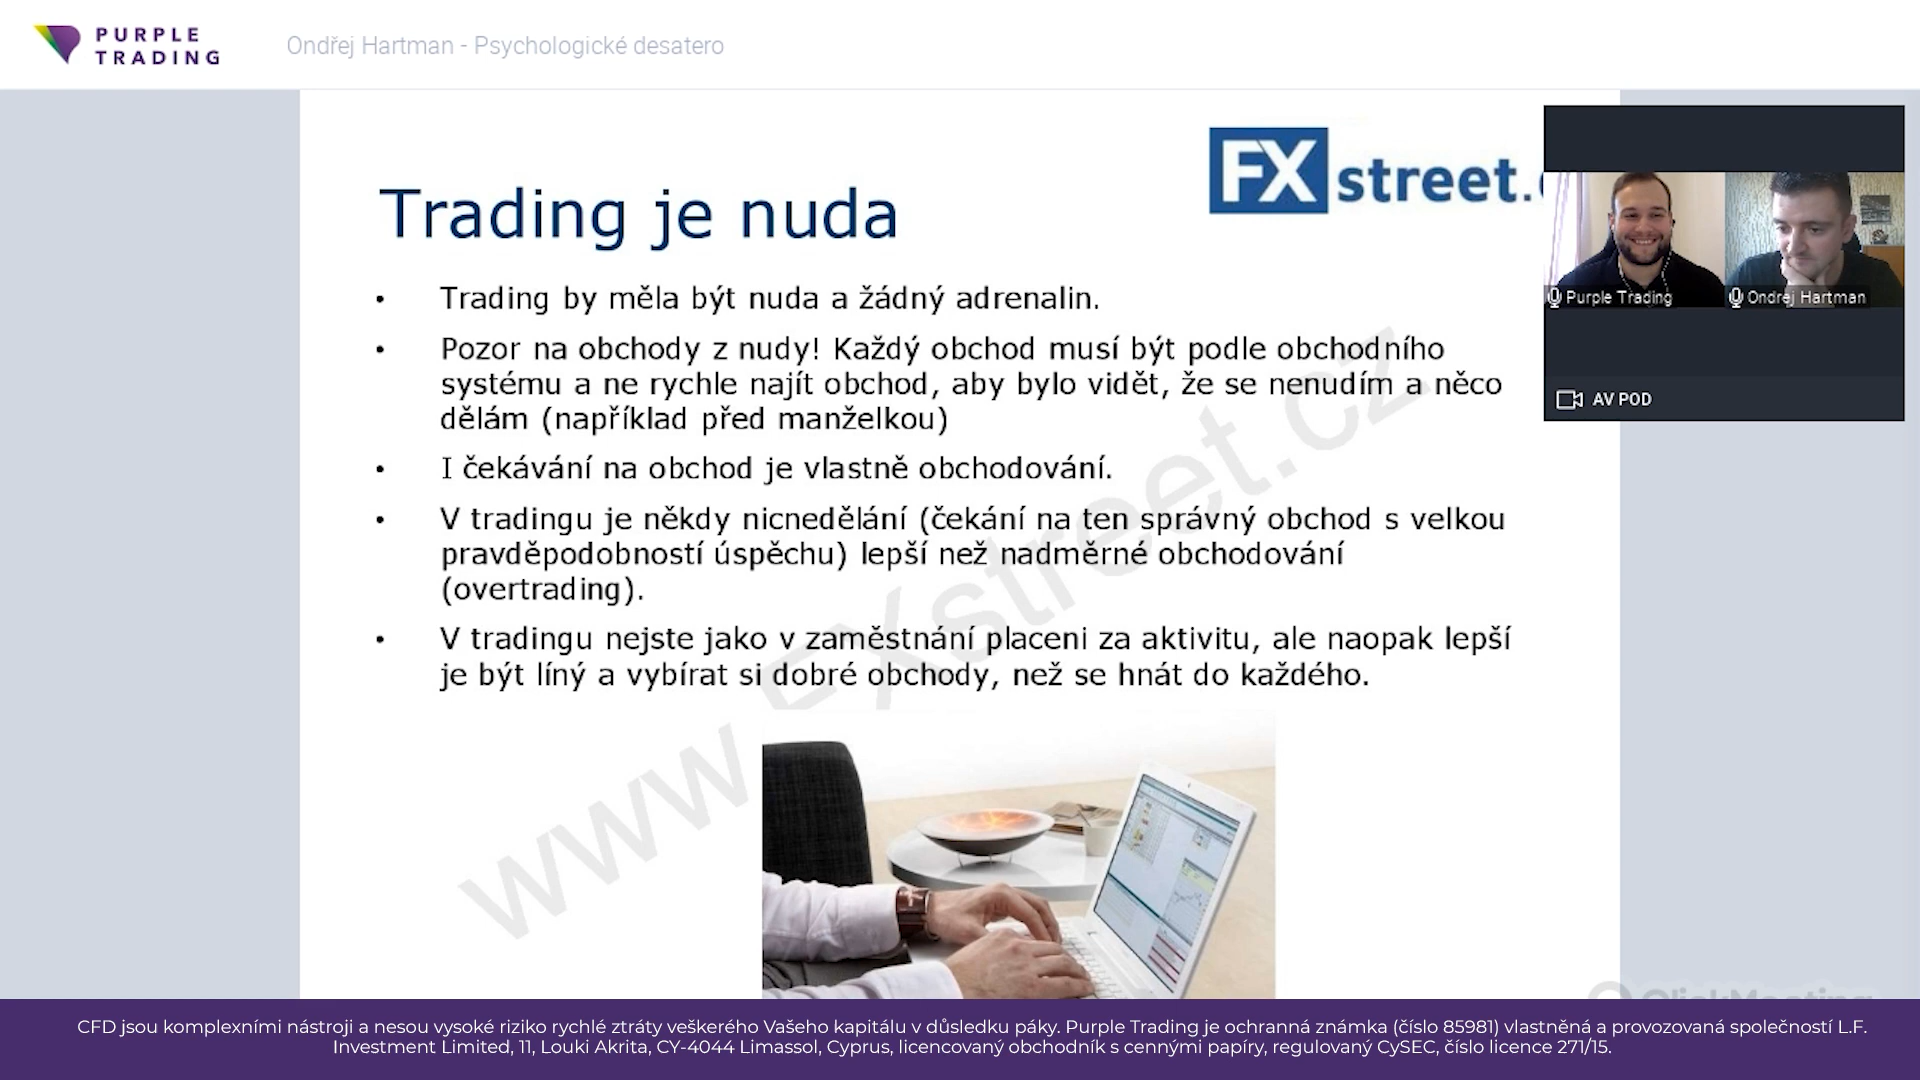 PURPLE
TRADING
Ondřej Hartman - Psychologické desatero
FXstreet.
Trading je nuda
• Trading by měla být nuda a žádný adrenalin.
• Pozor na obchody z nudy! Každý obchod musí být podle obchodního
systému a ne rychle najít obchod, aby bylo vidět, že se nenudím a něco
dělám (například před manželkou)
• I čekávání na obchod je vlastně obchodování.
• V tradingu je někdy nicnedělání (čekání na ten správný obchod s velkou
pravděpodobností úspěchu) lepší než nadměrné obchodování
(overtrading).
• V tradingu nejste jako v zaměstnání placeni za aktivitu, ale naopak lepší
je být líný a vybírat si dobré obchody, než se hnát do každého.
www.FXstreet.cz
Purple Trading
Ondrej Hartman
AV POD
ClickMeeting
CFD jsou komplexními nástroji a nesou vysoké riziko rychlé ztráty veškerého Vašeho kapitálu v důsledku páky. Purple Trading je ochranná známka (číslo 85981) vlastněná a provozovaná společností L.F.
Investment Limited, 11, Louki Akrita, CY-4044 Limassol, Cyprus, licencovaný obchodník s cennými papíry, regulovaný CySEC, číslo licence 271/15.